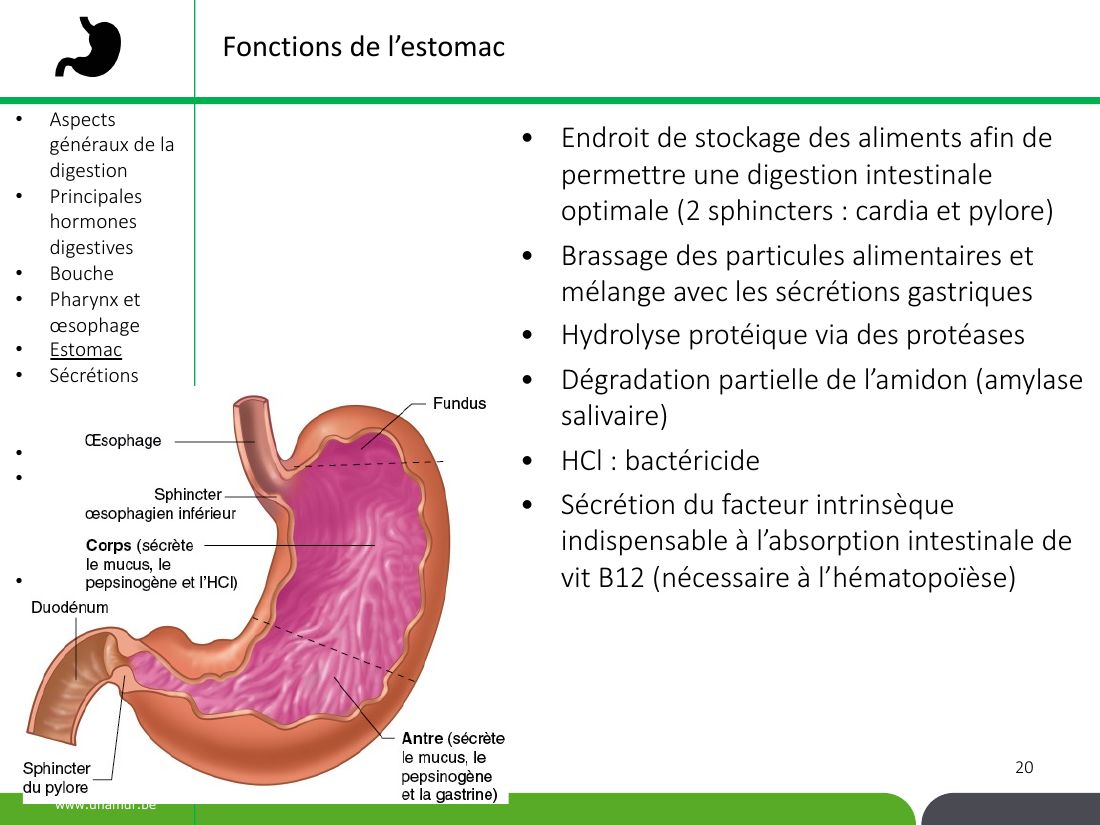 Fonctions de l’estomac
• Aspects
généraux de la
digestion
• Principales
hormones
digestives
• Bouche
• Pharynx et
œsophage
• Estomac
• Sécrétions
•
•
•
• Endroit de stockage des aliments afin de
permettre une digestion intestinale
optimale (2 sphincters : cardia et pylore)
• Brassage des particules alimentaires et
mélange avec les sécrétions gastriques
• Hydrolyse protéique via des protéases
• Dégradation partielle de l’amidon (amylase
salivaire)
• HCl : bactéricide
• Sécrétion du facteur intrinsèque
indispensable à l’absorption intestinale de
vit B12 (nécessaire à l’hématopoïèse)
Fundus
Œsophage
Sphincter
œsophagien inférieur
Corps (sécrète
le mucus, le
pepsinogène et l’HCl)
Duodénum
Antre (sécrète
le mucus, le
pepsinogène
et la gastrine)
Sphincter
du pylore
20
www.unamur.be